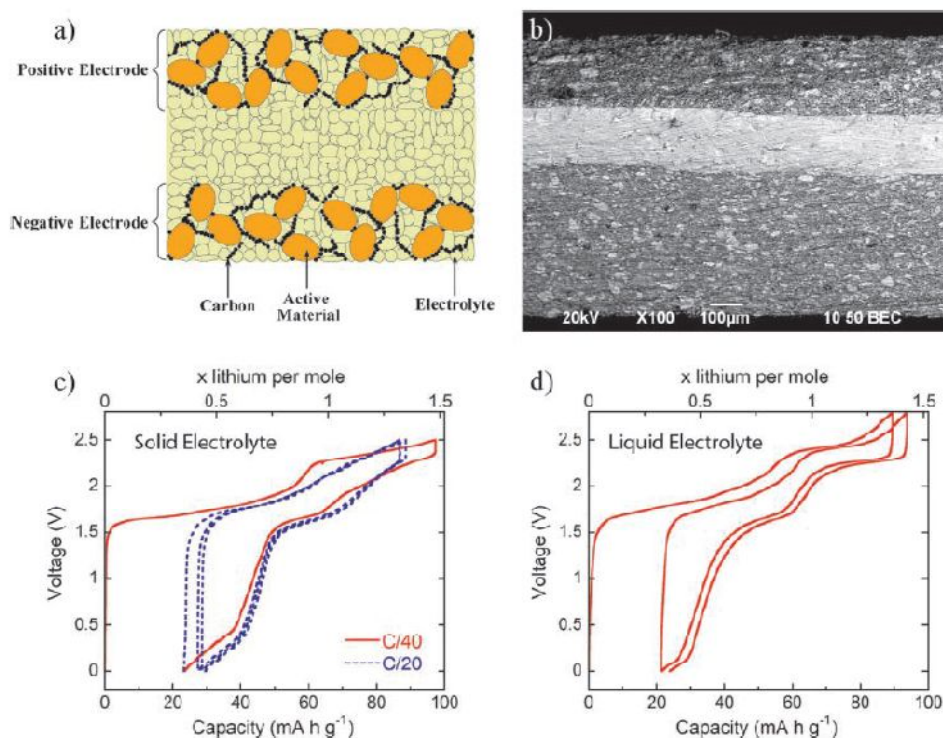 a)
Positive Electrode
Negative Electrode
Carbon
Active
Material
Electrolyte
b)
20kV X100 100µm 10 50 BEC
c)
x lithium per mole
0 0.5 1 1.5
Solid Electrolyte
Voltage (V)
2.5
2
1.5
1
0.5
0
C/40
C/20
0 20 40 60 80 100
Capacity (mA h g⁻¹)
d)
x lithium per mole
0 0.5 1 1.5
Liquid Electrolyte
Voltage (V)
2.5
2
1.5
1
0.5
0
0 20 40 60 80 100
Capacity (mA h g⁻¹)